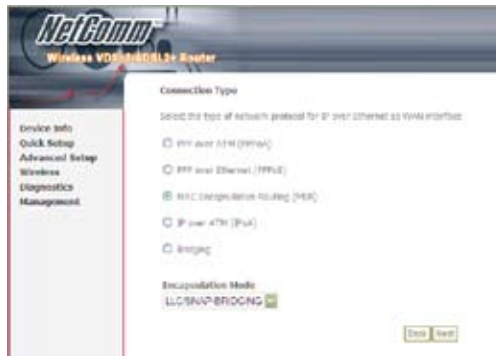 NetComm
Wireless VDSL2/ADSL2+ Router
Device Info
Quick Setup
Advanced Setup
Wireless
Diagnostics
Management
Connection Type
Select the type of network protocol for IP over Ethernet as WAN interface
PPP over ATM (PPPoA)
PPP over Ethernet (PPPoE)
MAC Encapsulation Routing (MER)
IP over ATM (IPoA)
Bridging
Encapsulation Mode
LLC/SNAP-BRIDGING
Back Next